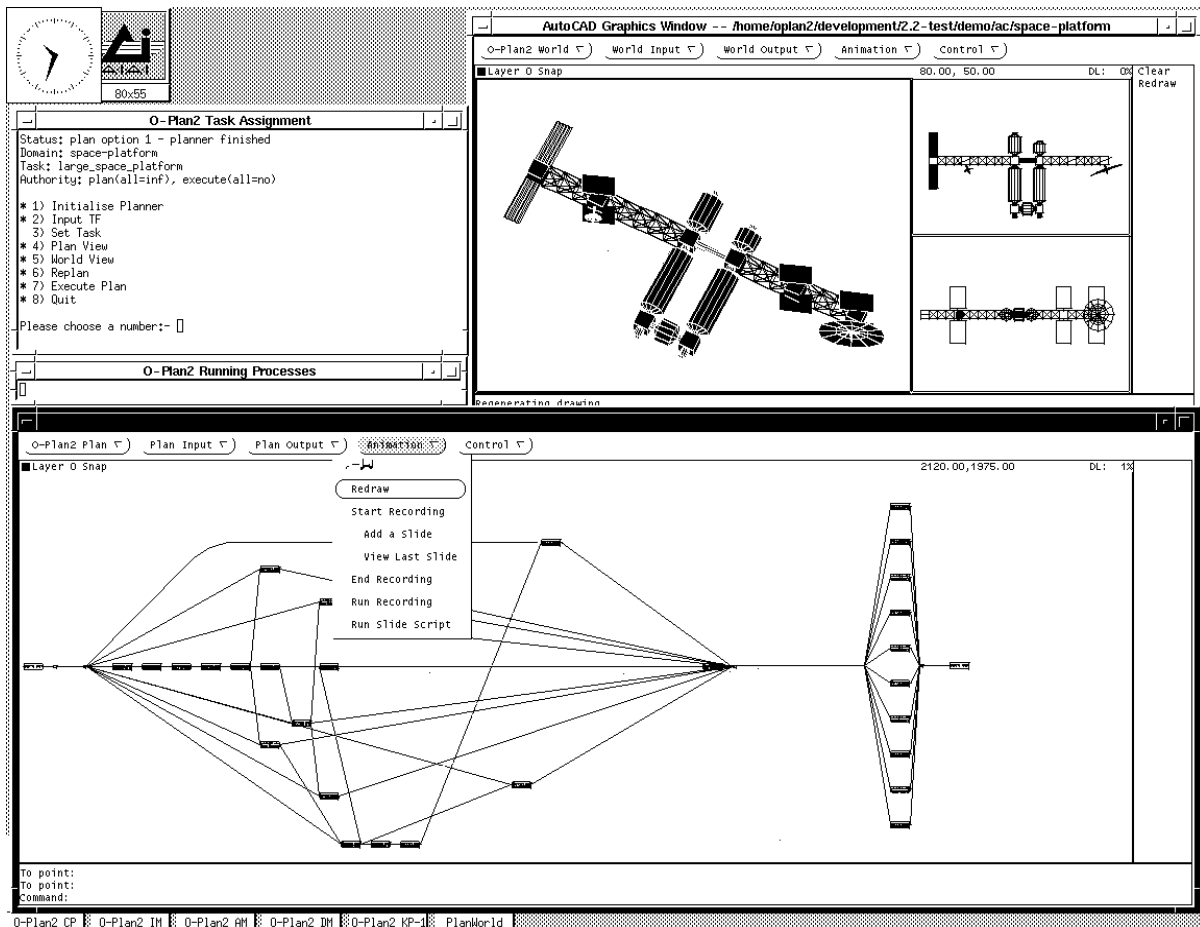 AIAI
80x55
O-Plan2 Task Assignment
Status: plan option 1 - planner finished
Domain: space-platform
Task: large_space_platform
Authority: plan(all=inf), execute(all=no)
* 1) Initialise Planner
* 2) Input TF
3) Set Task
* 4) Plan View
* 5) World View
* 6) Replan
* 7) Execute Plan
* 8) Quit
Please choose a number:-
O-Plan2 Running Processes
AutoCAD Graphics Window -- /home/oplan2/development/2.2-test/demo/ac/space-platform
O-Plan2 World World Input World Output Animation Control
Layer 0 Snap 80.00, 50.00 DL: 0% Clear
Redraw
Regenerating drawing
O-Plan2 Plan Plan Input Plan Output Animation Control
Layer 0 Snap 2120.00,1975.00 DL: 1%
Redraw
Start Recording
Add a Slide
View Last Slide
End Recording
Run Recording
Run Slide Script
To point:
To point:
Command:
O-Plan2 CP O-Plan2 IM O-Plan2 AM O-Plan2 DM O-Plan2 KP-1 PlanWorld